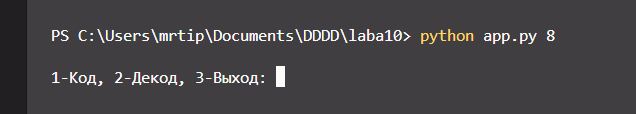 PS C:\Users\mrtip\Documents\DDDD\laba10> python app.py 8
1-Код, 2-Декод, 3-Выход: